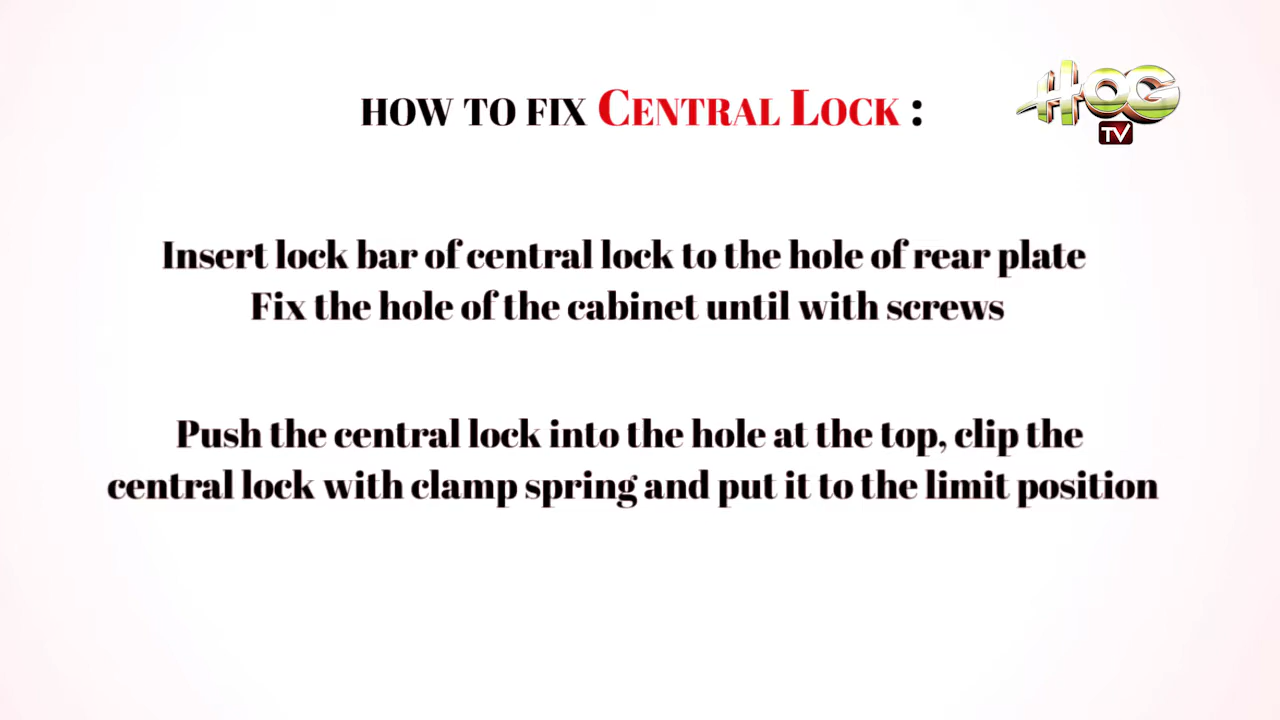 HOW TO FIX CENTRAL LOCK :
HOG
TV
Insert lock bar of central lock to the hole of rear plate
Fix the hole of the cabinet until with screws
Push the central lock into the hole at the top, clip the
central lock with clamp spring and put it to the limit position